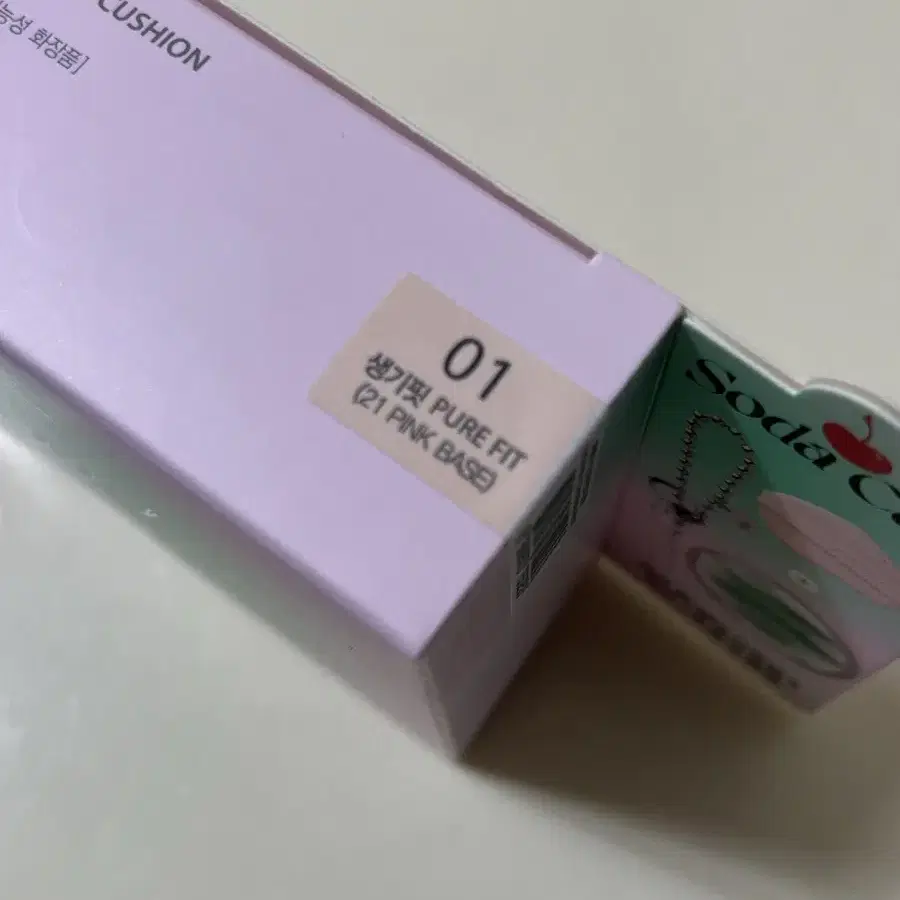 CUSHION
능성 화장품]
01
생기핏 PURE FIT
(21 PINK BASE)
Soda